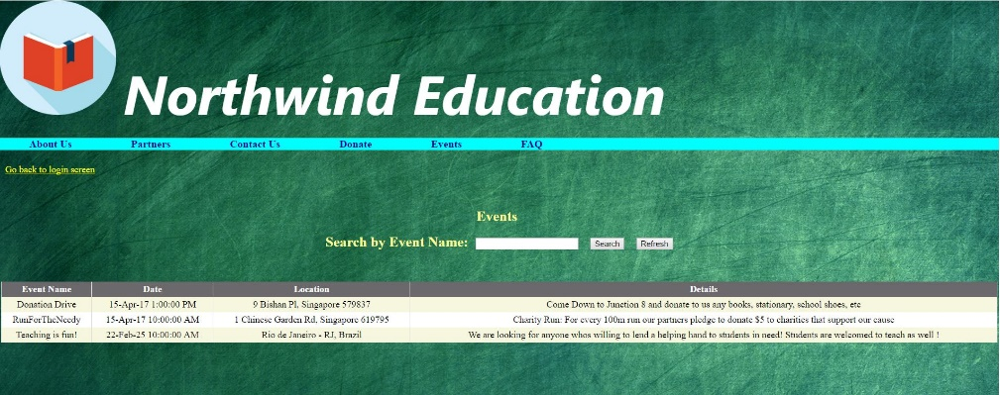 Northwind Education
About Us Partners Contact Us Donate Events FAQ
Go back to login screen
Events
Search by Event Name: Search Refresh
Event Name Date Location Details
Donation Drive 15-Apr-17 1:00:00 PM 9 Bishan Pl, Singapore 579837 Come Down to Junction 8 and donate to us any books, stationary, school shoes, etc
RunForTheNeedy 15-Apr-17 10:00:00 AM 1 Chinese Garden Rd, Singapore 619795 Charity Run: For every 100m run our partners pledge to donate $5 to charities that support our cause
Teaching is fun! 22-Feb-25 10:00:00 AM Rio de Janeiro - RJ, Brazil We are looking for anyone whos willing to lend a helping hand to students in need! Students are welcomed to teach as well !